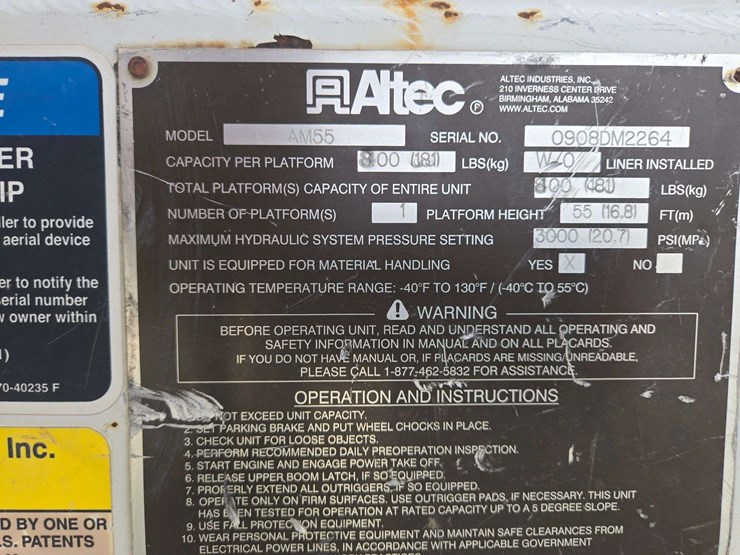 E
ER
IP
ller to provide
aerial device
er to notify the
serial number
w owner within
)
70-40235 F
Inc.
D BY ONE OR
.S. PATENTS
Altec
ALTEC INDUSTRIES, INC.
210 INVERNESS CENTER DRIVE
BIRMINGHAM, ALABAMA 35242
WWW.ALTEC.COM
MODEL AM55 SERIAL NO. 0908DM2264
CAPACITY PER PLATFORM 00 (181) LBS(kg) W-0 LINER INSTALLED
TOTAL PLATFORM(S) CAPACITY OF ENTIRE UNIT 00 (181) LBS(kg)
NUMBER OF PLATFORM(S) 1 PLATFORM HEIGHT 55 (16.8) FT(m)
MAXIMUM HYDRAULIC SYSTEM PRESSURE SETTING 3000 (20.7) PSI(MPa)
UNIT IS EQUIPPED FOR MATERIAL HANDLING YES X NO
OPERATING TEMPERATURE RANGE: -40°F TO 130°F / (-40°C TO 55°C)
WARNING
BEFORE OPERATING UNIT, READ AND UNDERSTAND ALL OPERATING AND
SAFETY INFORMATION IN MANUAL AND ON ALL PLACARDS.
IF YOU DO NOT HAVE MANUAL OR, IF PLACARDS ARE MISSING/UNREADABLE,
PLEASE CALL 1-877-462-5832 FOR ASSISTANCE.
OPERATION AND INSTRUCTIONS
NOT EXCEED UNIT CAPACITY.
2. SET PARKING BRAKE AND PUT WHEEL CHOCKS IN PLACE.
3. CHECK UNIT FOR LOOSE OBJECTS.
4. PERFORM RECOMMENDED DAILY PREOPERATION INSPECTION.
5. START ENGINE AND ENGAGE POWER TAKE OFF.
6. RELEASE UPPER BOOM LATCH, IF SO EQUIPPED.
7. PROPERLY EXTEND ALL OUTRIGGERS, IF SO EQUIPPED.
8. OPERATE ONLY ON FIRM SURFACES. USE OUTRIGGER PADS, IF NECESSARY. THIS UNIT
HAS BEEN TESTED FOR OPERATION AT RATED CAPACITY UP TO A 5 DEGREE SLOPE.
9. USE FALL PROTECTION EQUIPMENT.
10. WEAR PERSONAL PROTECTIVE EQUIPMENT AND MAINTAIN SAFE CLEARANCES FROM
ELECTRICAL POWER LINES, IN ACCORDANCE WITH APPLICABLE GOVERNMENT